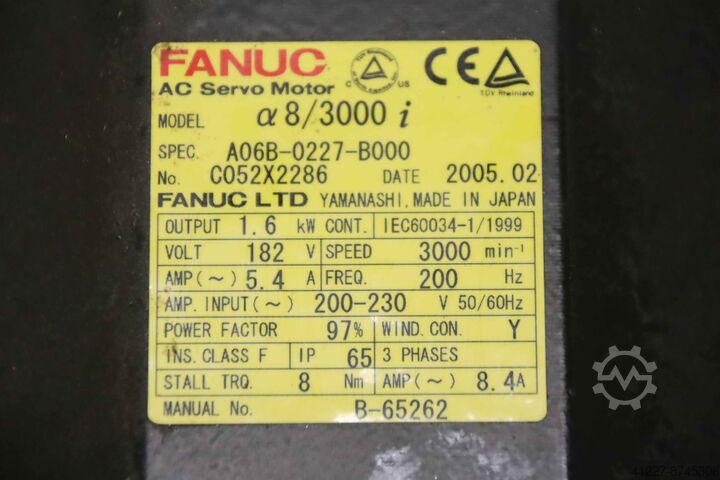 FANUC
AC Servo Motor
C US
CE
TÜV Rheinland
MODEL α8/3000 i
SPEC. A06B-0227-B000
No. C052X2286 DATE 2005.02
FANUC LTD YAMANASHI, MADE IN JAPAN
OUTPUT 1.6 kW CONT. IEC60034-1/1999
VOLT 182 V SPEED 3000 min⁻¹
AMP(~) 5.4 A FREQ. 200 Hz
AMP. INPUT(~) 200-230 V 50/60Hz
POWER FACTOR 97% WIND. CON. Y
INS. CLASS F IP 65 3 PHASES
STALL TRQ. 8 Nm AMP(~) 8.4A
MANUAL No. B-65262